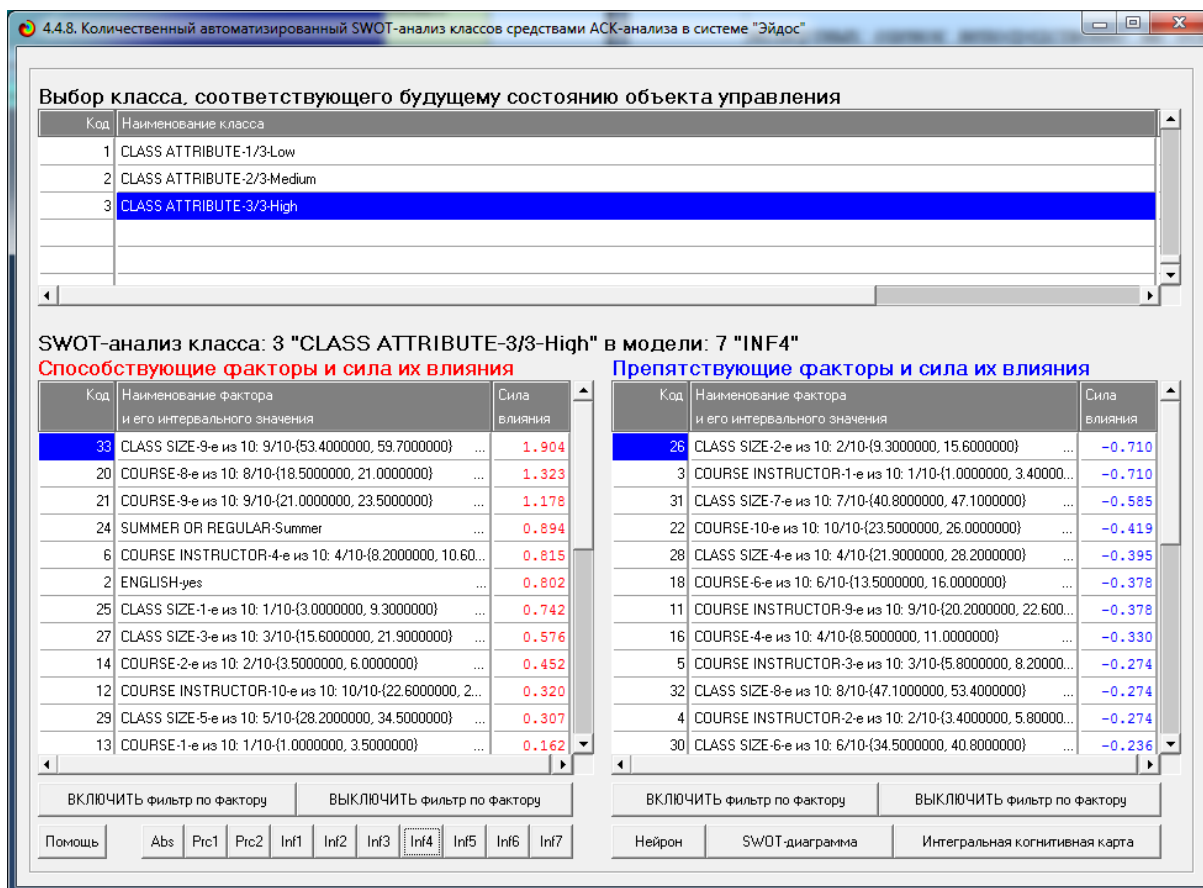 4.4.8. Количественный автоматизированный SWOT-анализ классов средствами АСК-анализа в системе "Эйдос"
Выбор класса, соответствующего будущему состоянию объекта управления
Код Наименование класса
1 CLASS ATTRIBUTE-1/3-Low
2 CLASS ATTRIBUTE-2/3-Medium
3 CLASS ATTRIBUTE-3/3-High
SWOT-анализ класса: 3 "CLASS ATTRIBUTE-3/3-High" в модели: 7 "INF4"
Способствующие факторы и сила их влияния
Код Наименование фактора Сила
и его интервального значения влияния
33 CLASS SIZE-9-е из 10: 9/10-{53.4000000, 59.7000000} ... 1.904
20 COURSE-8-е из 10: 8/10-{18.5000000, 21.0000000} ... 1.323
21 COURSE-9-е из 10: 9/10-{21.0000000, 23.5000000} ... 1.178
24 SUMMER OR REGULAR-Summer ... 0.894
6 COURSE INSTRUCTOR-4-е из 10: 4/10-{8.2000000, 10.60... 0.815
2 ENGLISH-yes ... 0.802
25 CLASS SIZE-1-е из 10: 1/10-{3.0000000, 9.3000000} ... 0.742
27 CLASS SIZE-3-е из 10: 3/10-{15.6000000, 21.9000000} ... 0.576
14 COURSE-2-е из 10: 2/10-{3.5000000, 6.0000000} ... 0.452
12 COURSE INSTRUCTOR-10-е из 10: 10/10-{22.6000000, 2... 0.320
29 CLASS SIZE-5-е из 10: 5/10-{28.2000000, 34.5000000} ... 0.307
13 COURSE-1-е из 10: 1/10-{1.0000000, 3.5000000} ... 0.162
ВКЛЮЧИТЬ фильтр по фактору ВЫКЛЮЧИТЬ фильтр по фактору
Помощь Abs Prc1 Prc2 Inf1 Inf2 Inf3 Inf4 Inf5 Inf6 Inf7
Препятствующие факторы и сила их влияния
Код Наименование фактора Сила
и его интервального значения влияния
26 CLASS SIZE-2-е из 10: 2/10-{9.3000000, 15.6000000} ... -0.710
3 COURSE INSTRUCTOR-1-е из 10: 1/10-{1.0000000, 3.40000... -0.710
31 CLASS SIZE-7-е из 10: 7/10-{40.8000000, 47.1000000} ... -0.585
22 COURSE-10-е из 10: 10/10-{23.5000000, 26.0000000} ... -0.419
28 CLASS SIZE-4-е из 10: 4/10-{21.9000000, 28.2000000} ... -0.395
18 COURSE-6-е из 10: 6/10-{13.5000000, 16.0000000} ... -0.378
11 COURSE INSTRUCTOR-9-е из 10: 9/10-{20.2000000, 22.600... -0.378
16 COURSE-4-е из 10: 4/10-{8.5000000, 11.0000000} ... -0.330
5 COURSE INSTRUCTOR-3-е из 10: 3/10-{5.8000000, 8.20000... -0.274
32 CLASS SIZE-8-е из 10: 8/10-{47.1000000, 53.4000000} ... -0.274
4 COURSE INSTRUCTOR-2-е из 10: 2/10-{3.4000000, 5.80000... -0.274
30 CLASS SIZE-6-е из 10: 6/10-{34.5000000, 40.8000000} ... -0.236
ВКЛЮЧИТЬ фильтр по фактору ВЫКЛЮЧИТЬ фильтр по фактору
Нейрон SWOT-диаграмма Интегральная когнитивная карта